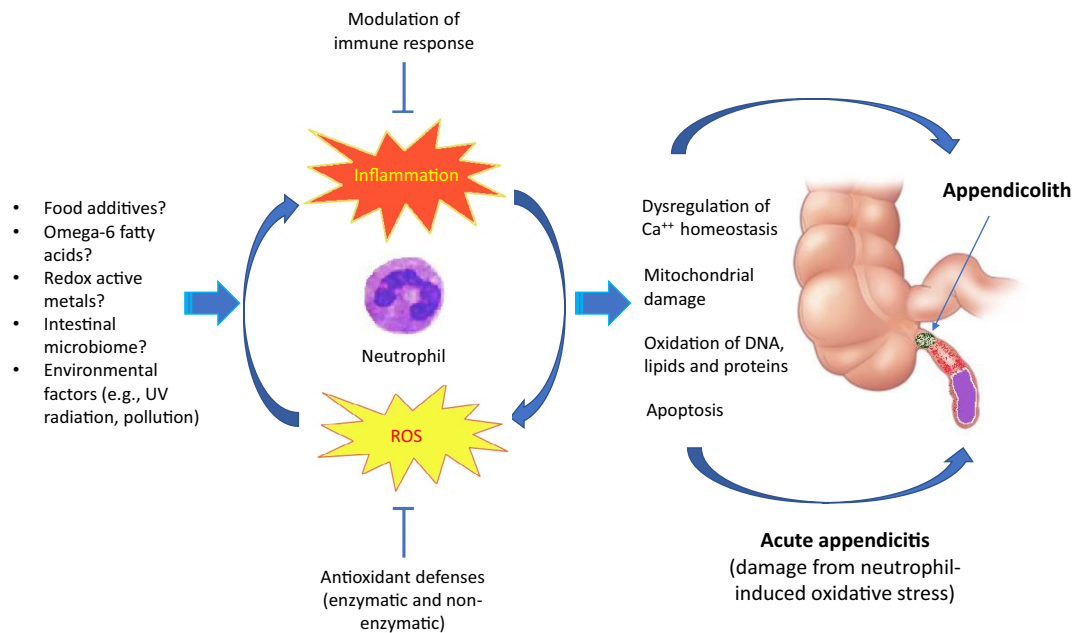 Modulation of
immune response
Inflammation
• Food additives?
• Omega-6 fatty
acids?
• Redox active
metals?
• Intestinal
microbiome?
• Environmental
factors (e.g., UV
radiation, pollution)
Neutrophil
ROS
Antioxidant defenses
(enzymatic and non-
enzymatic)
Dysregulation of
Ca⁺⁺ homeostasis
Mitochondrial
damage
Oxidation of DNA,
lipids and proteins
Apoptosis
Appendicolith
Acute appendicitis
(damage from neutrophil-
induced oxidative stress)